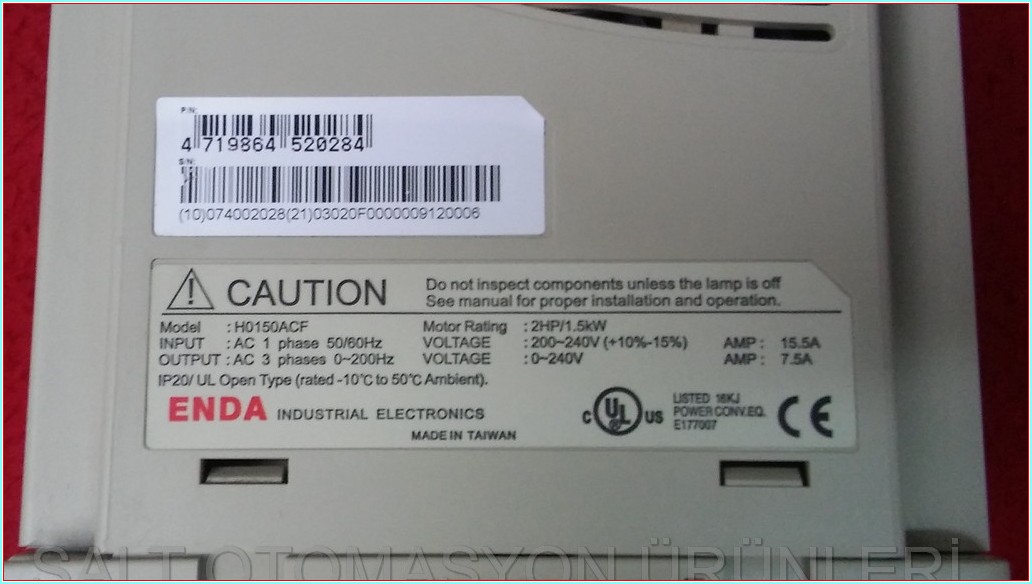 P/N:
4 719864 520284
S/N:
(10)074002028(21)03020F0000009120006
CAUTION
Do not inspect components unless the lamp is off
See manual for proper installation and operation.
Model : H0150ACF Motor Rating : 2HP/1.5kW
INPUT : AC 1 phase 50/60Hz VOLTAGE : 200~240V (+10%-15%) AMP : 15.5A
OUTPUT : AC 3 phases 0~200Hz VOLTAGE : 0~240V AMP : 7.5A
IP20/ UL Open Type (rated -10℃ to 50℃ Ambient).
ENDA INDUSTRIAL ELECTRONICS
MADE IN TAIWAN
C UL US
LISTED 16KJ
POWER CONV.EQ.
E177007
CE
SALT OTOMASYON ÜRÜNLERİ